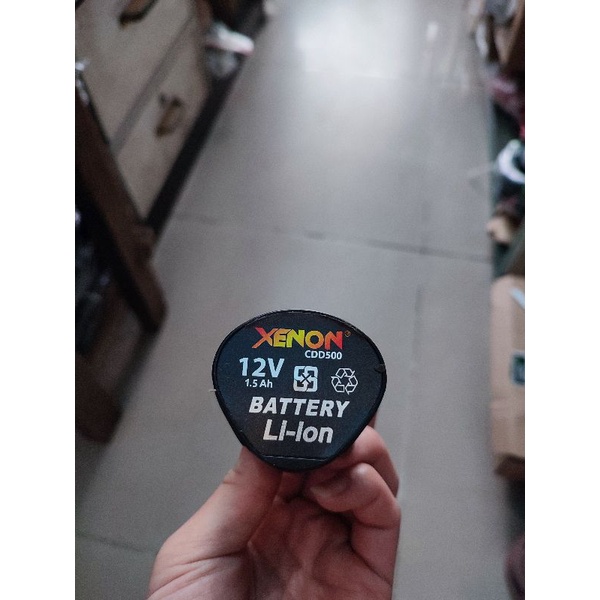 XENON®
CDD500
12V
1.5 Ah
BATTERY
LI-Ion